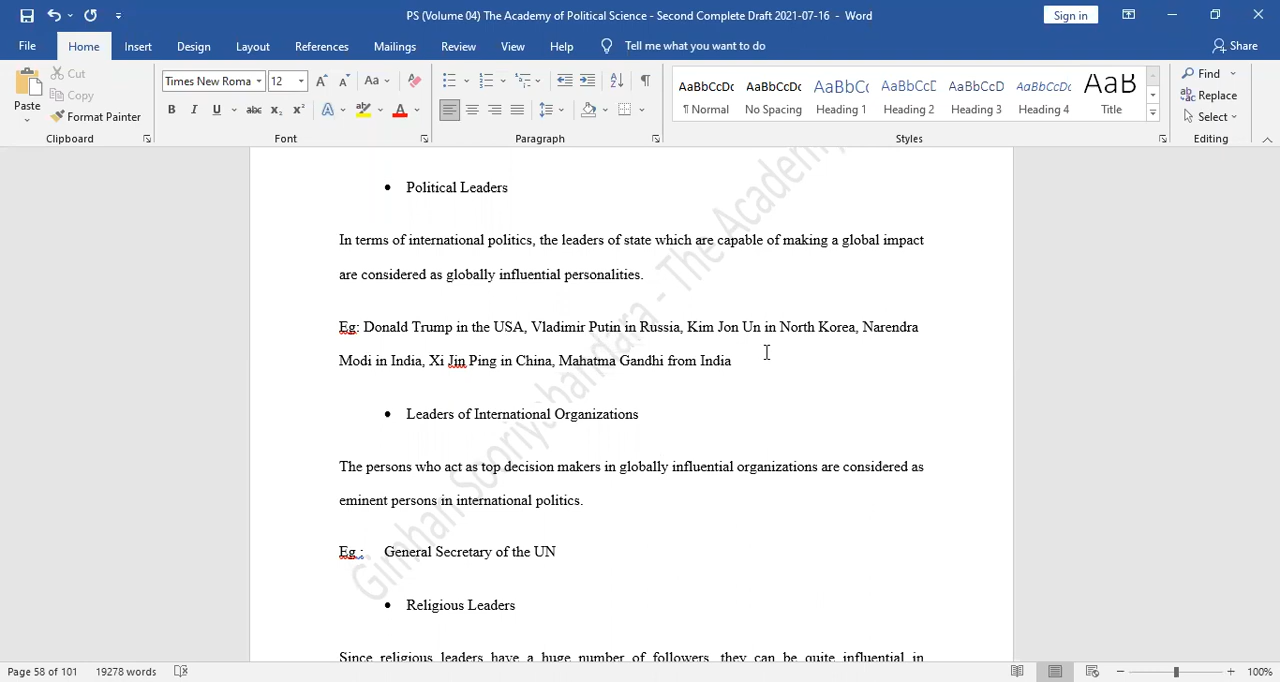 PS (Volume 04) The Academy of Political Science - Second Complete Draft 2021-07-16 - Word
Sign in
File Home Insert Design Layout References Mailings Review View Help Tell me what you want to do Share
Cut
Copy
Format Painter
Paste
Times New Roma 12
Aa
B I U abc x₂ x² A A
AaBbCcDc AaBbCcDc AaBbCc AaBbCcD AaBbCcD AaBbCcDc AaB
¶ Normal No Spacing Heading 1 Heading 2 Heading 3 Heading 4 Title
Find
Replace
Select
Clipboard Font Paragraph Styles Editing
• Political Leaders
In terms of international politics, the leaders of state which are capable of making a global impact
are considered as globally influential personalities.
Eg: Donald Trump in the USA, Vladimir Putin in Russia, Kim Jon Un in North Korea, Narendra
Modi in India, Xi Jin Ping in China, Mahatma Gandhi from India
• Leaders of International Organizations
The persons who act as top decision makers in globally influential organizations are considered as
eminent persons in international politics.
Eg : General Secretary of the UN
• Religious Leaders
Since religious leaders have a huge number of followers, they can be quite influential in
Gimhan Sooriyabandara - The Academy
Page 58 of 101 19278 words 100%